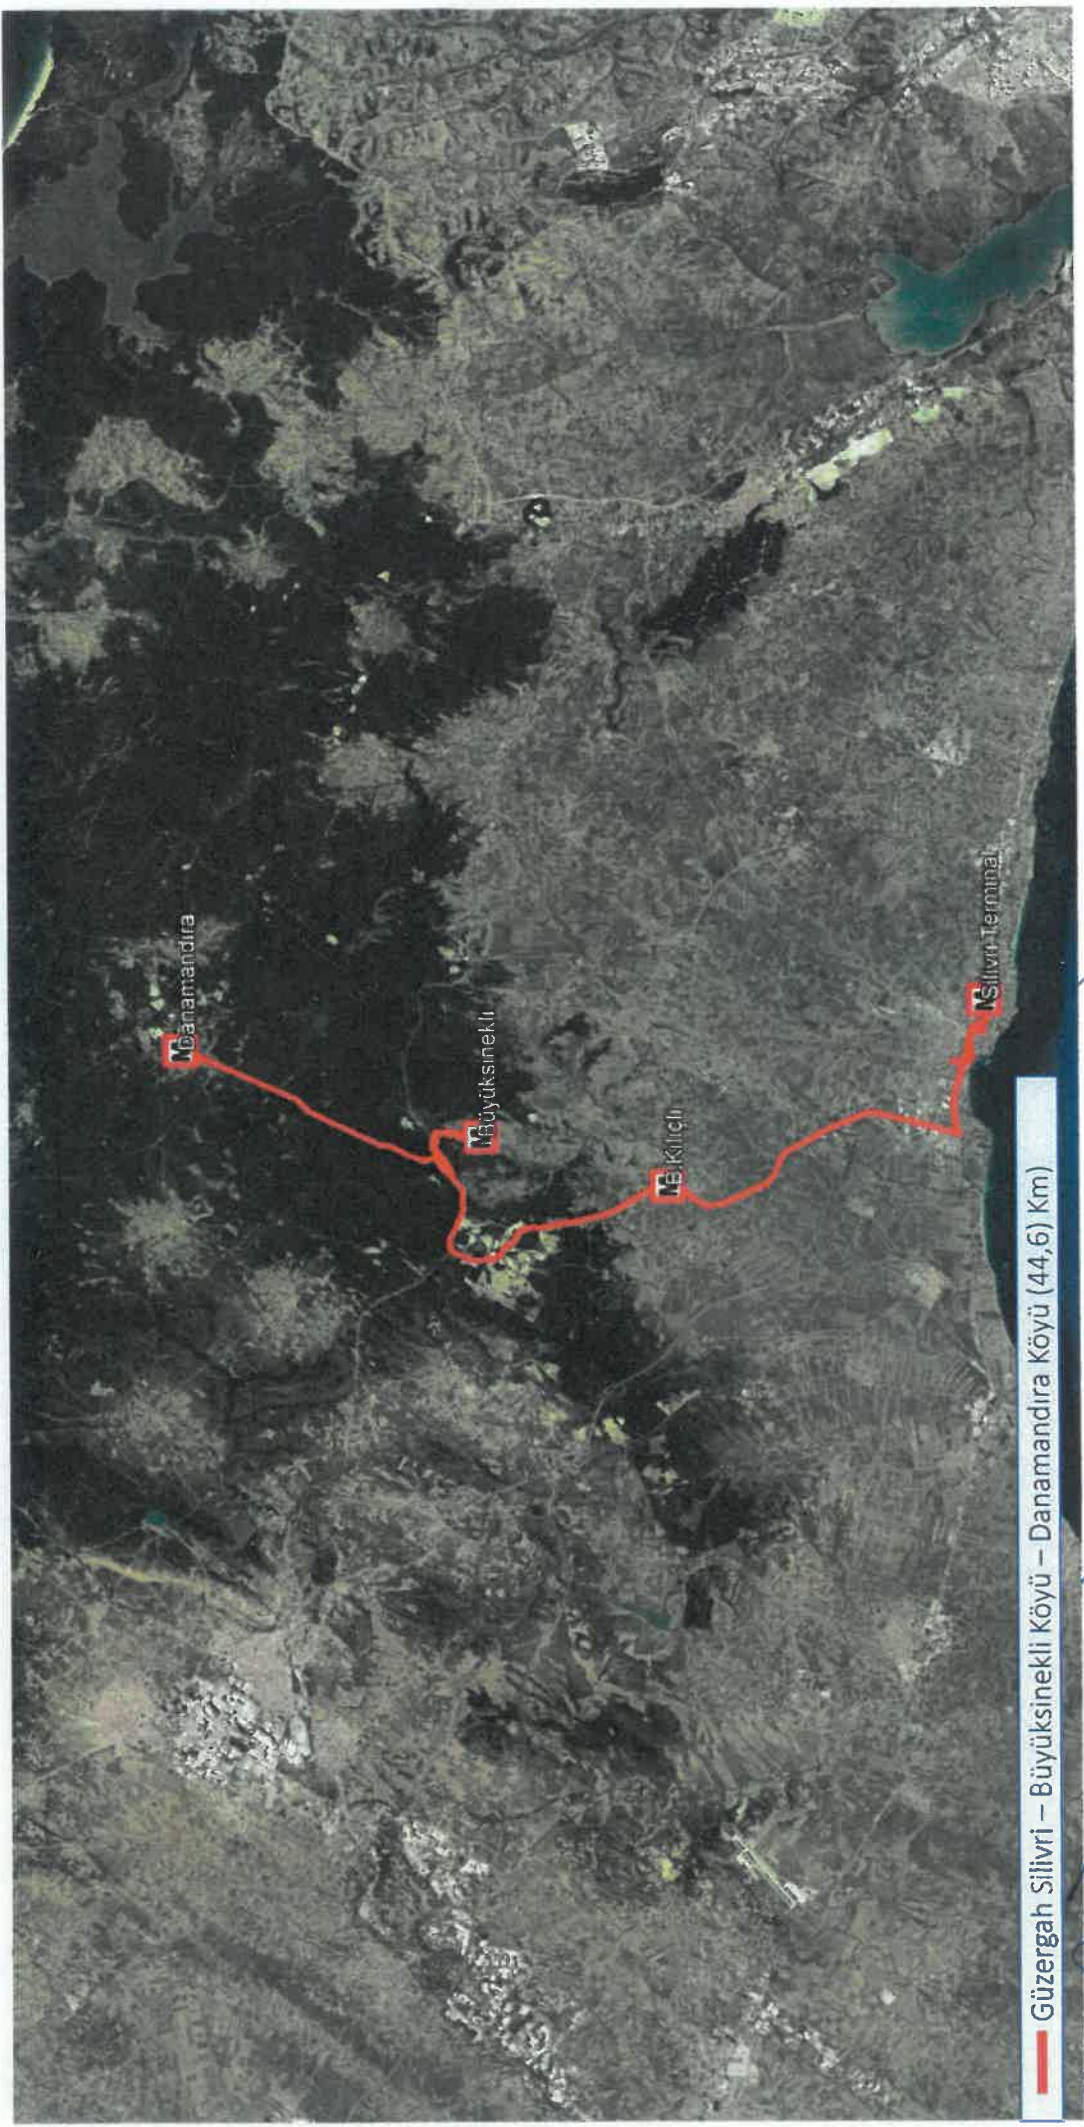 Danamandıra
Büyüksinekli
B.Kılıçlı
Silivri Terminal
Güzergah Silivri – Büyüksinekli Köyü – Danamandıra Köyü (44,6) Km)